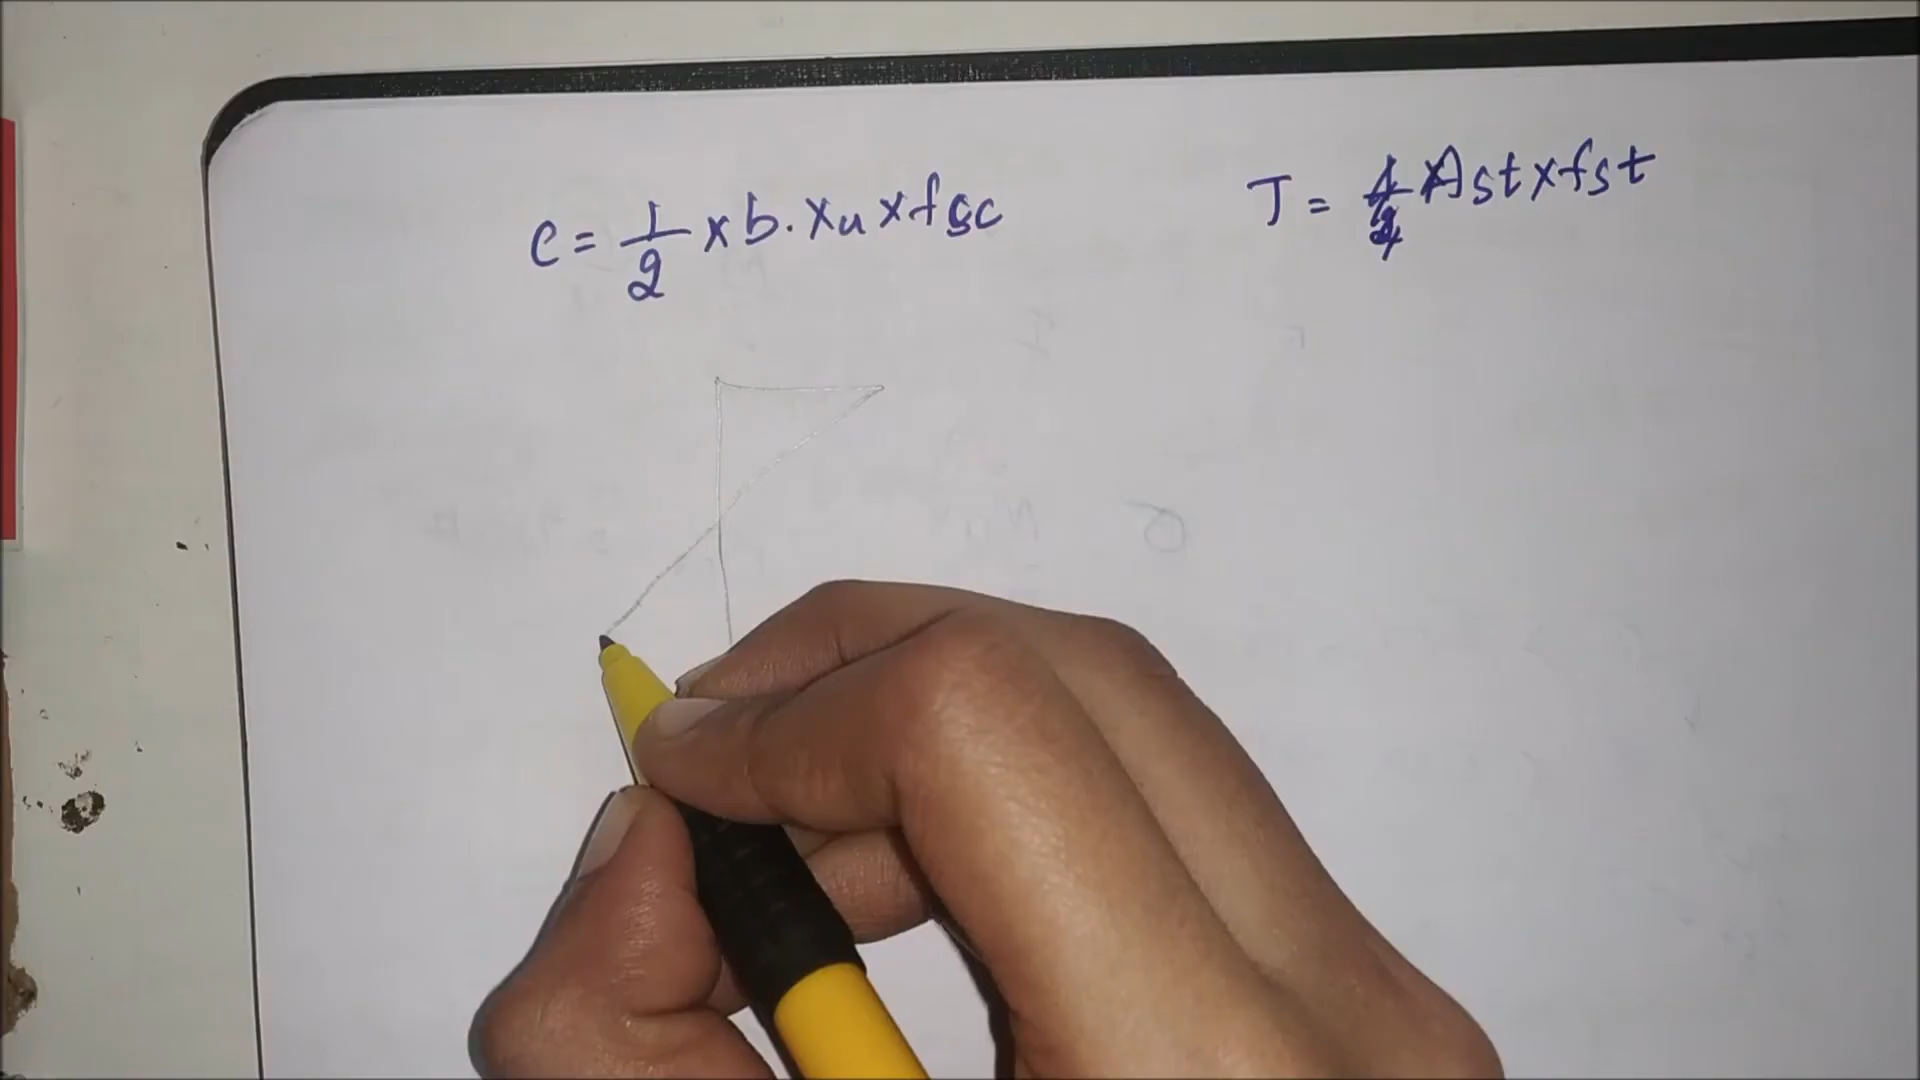 C = 1/2 × b. xu × fsc
T = Ast × fst